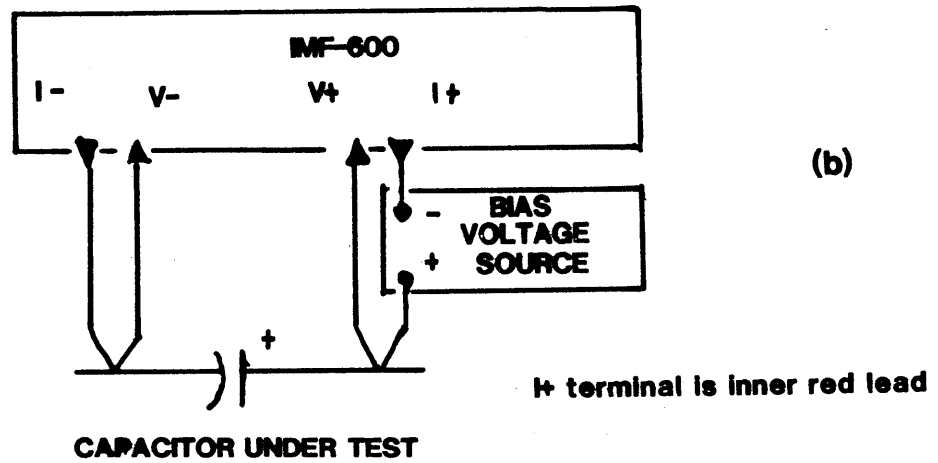 IMF-600
I- V- V+ I+
(b)
- BIAS
VOLTAGE
+ SOURCE
+
I+ terminal is inner red lead
CAPACITOR UNDER TEST